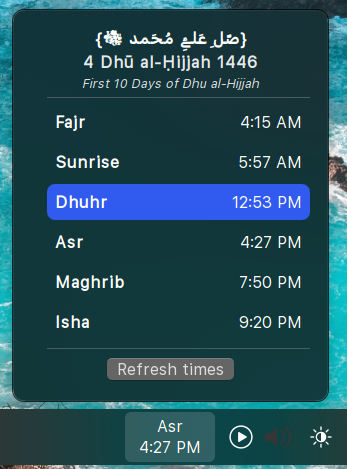 {صّل ِ عَلےِ مُحَمد ﷺ}
4 Dhū al-Ḥijjah 1446
First 10 Days of Dhu al-Hijjah
Fajr 4:15 AM
Sunrise 5:57 AM
Dhuhr 12:53 PM
Asr 4:27 PM
Maghrib 7:50 PM
Isha 9:20 PM
Refresh times
Asr
4:27 PM